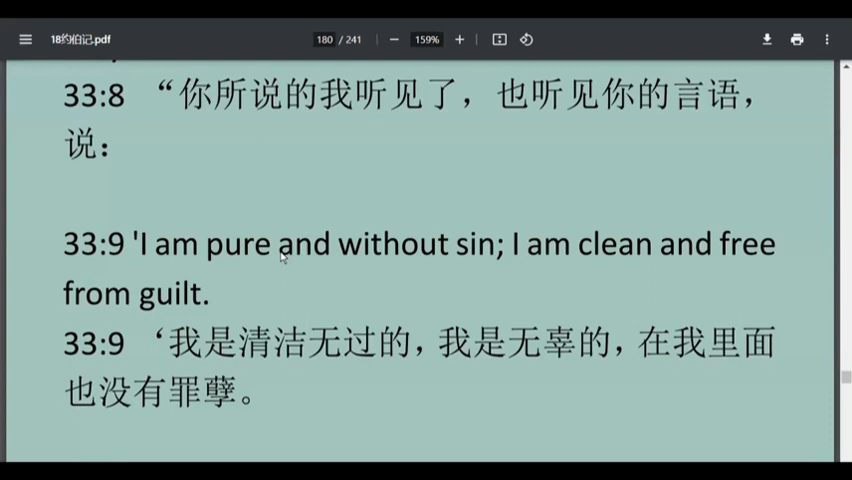 18约伯记.pdf
180 / 241
159%
33:8 “你所说的我听见了，也听见你的言语，
说：
33:9 'I am pure and without sin; I am clean and free
from guilt.
33:9 ‘我是清洁无过的，我是无辜的，在我里面
也没有罪孽。